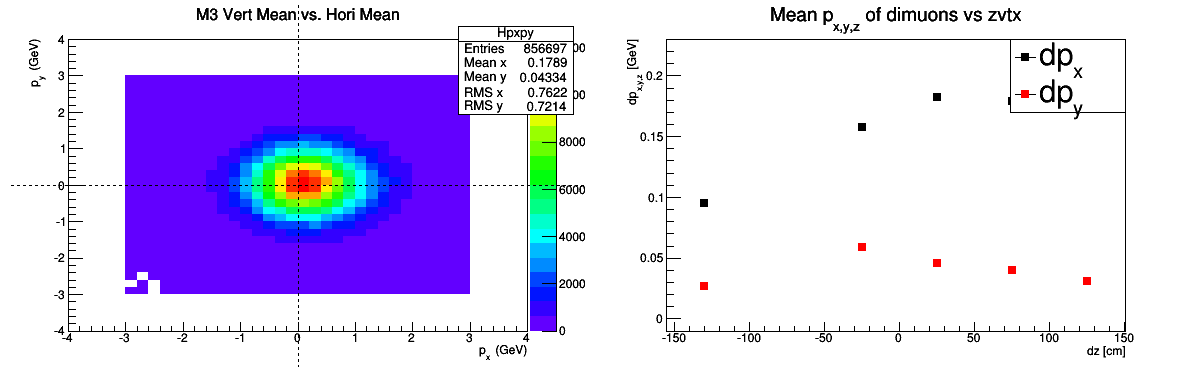 M3 Vert Mean vs. Hori Mean
Hpxpy
Entries 856697
Mean x 0.1789
Mean y 0.04334
RMS x 0.7622
RMS y 0.7214
p_y (GeV)
4
3
2
1
0
-1
-2
-3
-4
-4 -3 -2 -1 0 1 2 3 4
p_x (GeV)
00
00
8000
6000
4000
2000
0
Mean p_x,y,z of dimuons vs zvtx
dp_x
dp_y
dp_x,y,z [GeV]
0.2
0.15
0.1
0.05
0
-150 -100 -50 0 50 100 150
dz [cm]